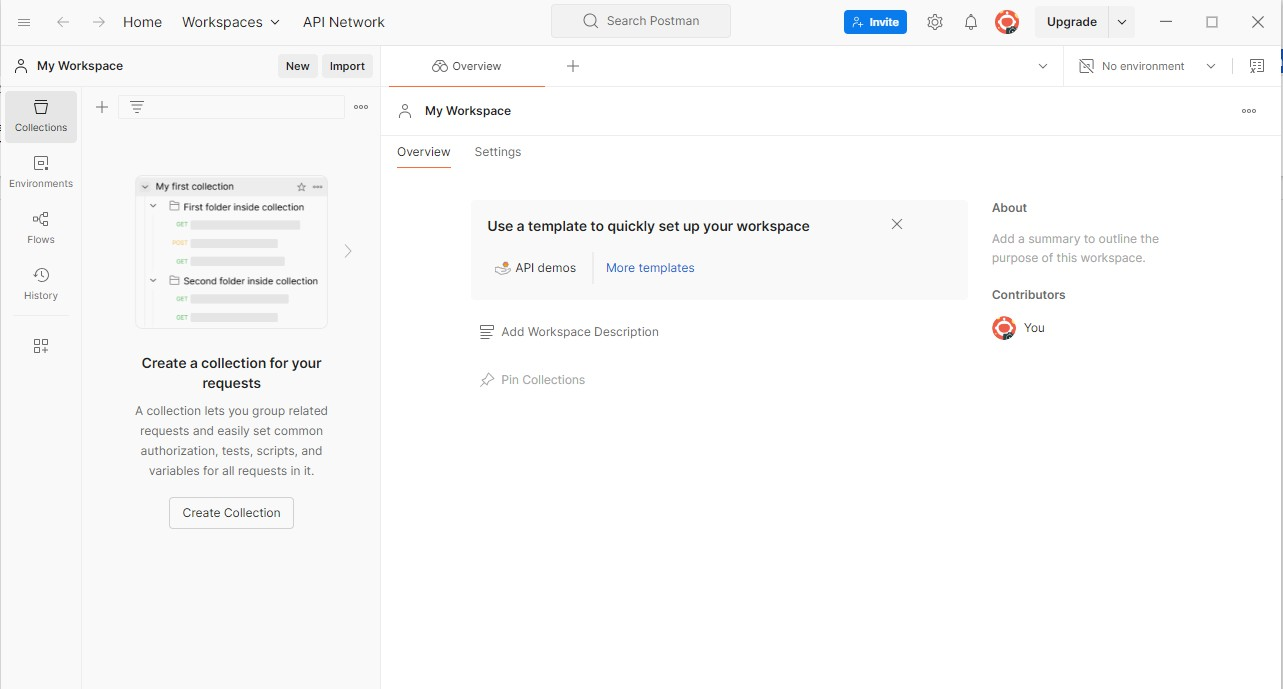 Home Workspaces API Network Search Postman Invite Upgrade
My Workspace New Import
Overview No environment
Collections
Environments
Flows
History
My first collection
First folder inside collection
GET
POST
GET
Second folder inside collection
GET
GET
Create a collection for your
requests
A collection lets you group related
requests and easily set common
authorization, tests, scripts, and
variables for all requests in it.
Create Collection
My Workspace
Overview Settings
Use a template to quickly set up your workspace
API demos More templates
Add Workspace Description
Pin Collections
About
Add a summary to outline the
purpose of this workspace.
Contributors
You